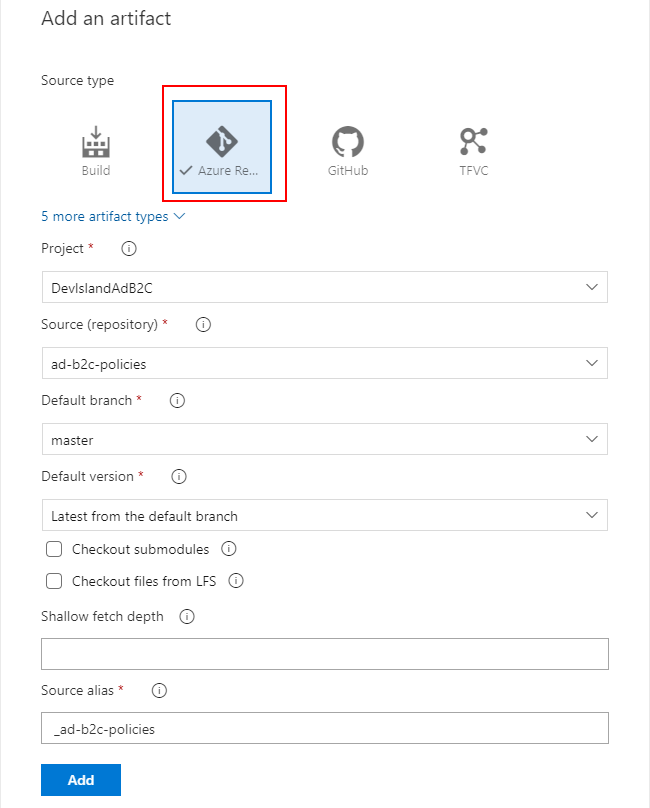 Add an artifact
Source type
Build
Azure Re...
GitHub
TFVC
5 more artifact types
Project *
DevIslandAdB2C
Source (repository) *
ad-b2c-policies
Default branch *
master
Default version *
Latest from the default branch
Checkout submodules
Checkout files from LFS
Shallow fetch depth
Source alias *
_ad-b2c-policies
Add